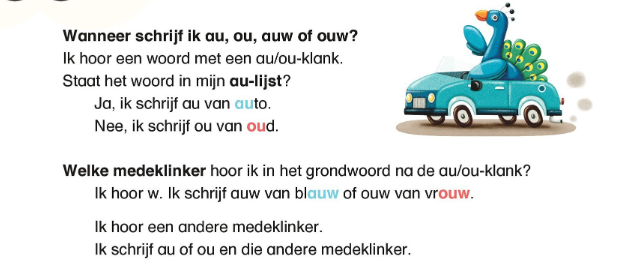 Wanneer schrijf ik au, ou, auw of ouw?
Ik hoor een woord met een au/ou-klank.
Staat het woord in mijn au-lijst?
Ja, ik schrijf au van auto.
Nee, ik schrijf ou van oud.
Welke medeklinker hoor ik in het grondwoord na de au/ou-klank?
Ik hoor w. Ik schrijf auw van blauw of ouw van vrouw.
Ik hoor een andere medeklinker.
Ik schrijf au of ou en die andere medeklinker.